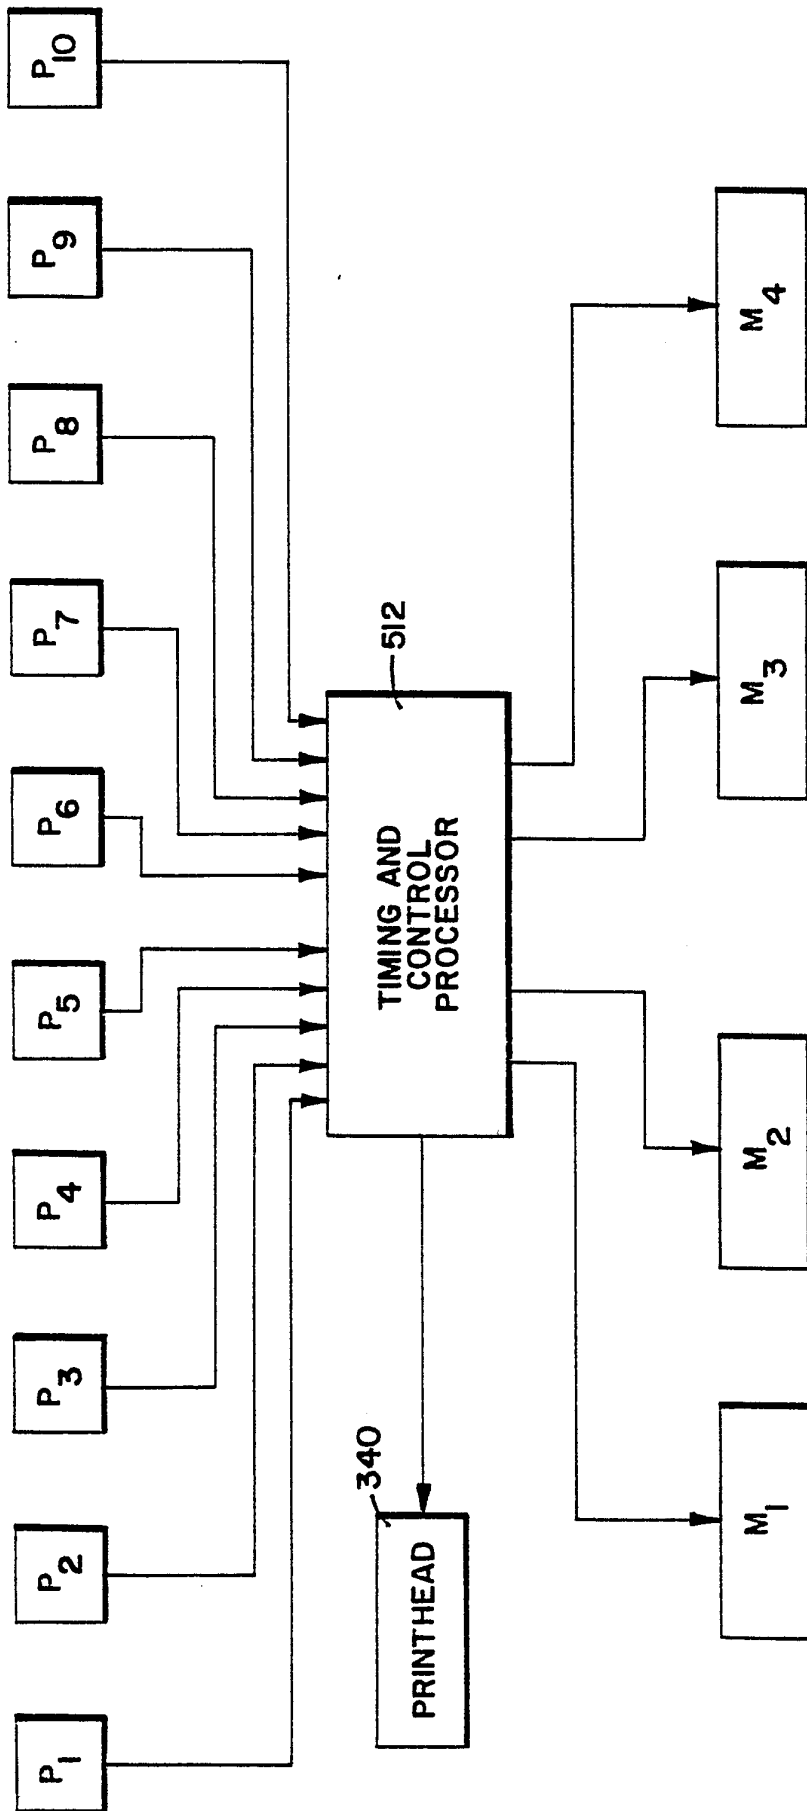 P1
P2
P3
P4
P5
P6
P7
P8
P9
P10
512
TIMING AND
CONTROL
PROCESSOR
340
PRINTHEAD
M1
M2
M3
M4